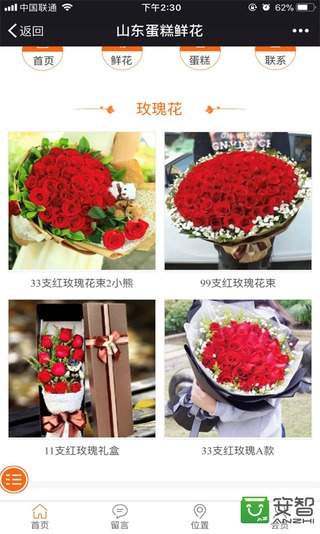 中国联通 下午2:30 62%
返回 山东蛋糕鲜花
首页 鲜花 蛋糕 联系
玫瑰花
33支红玫瑰花束2小熊 99支红玫瑰花束
11支红玫瑰礼盒 33支红玫瑰A款
首页 留言 位置 会员
安智
ANZHI